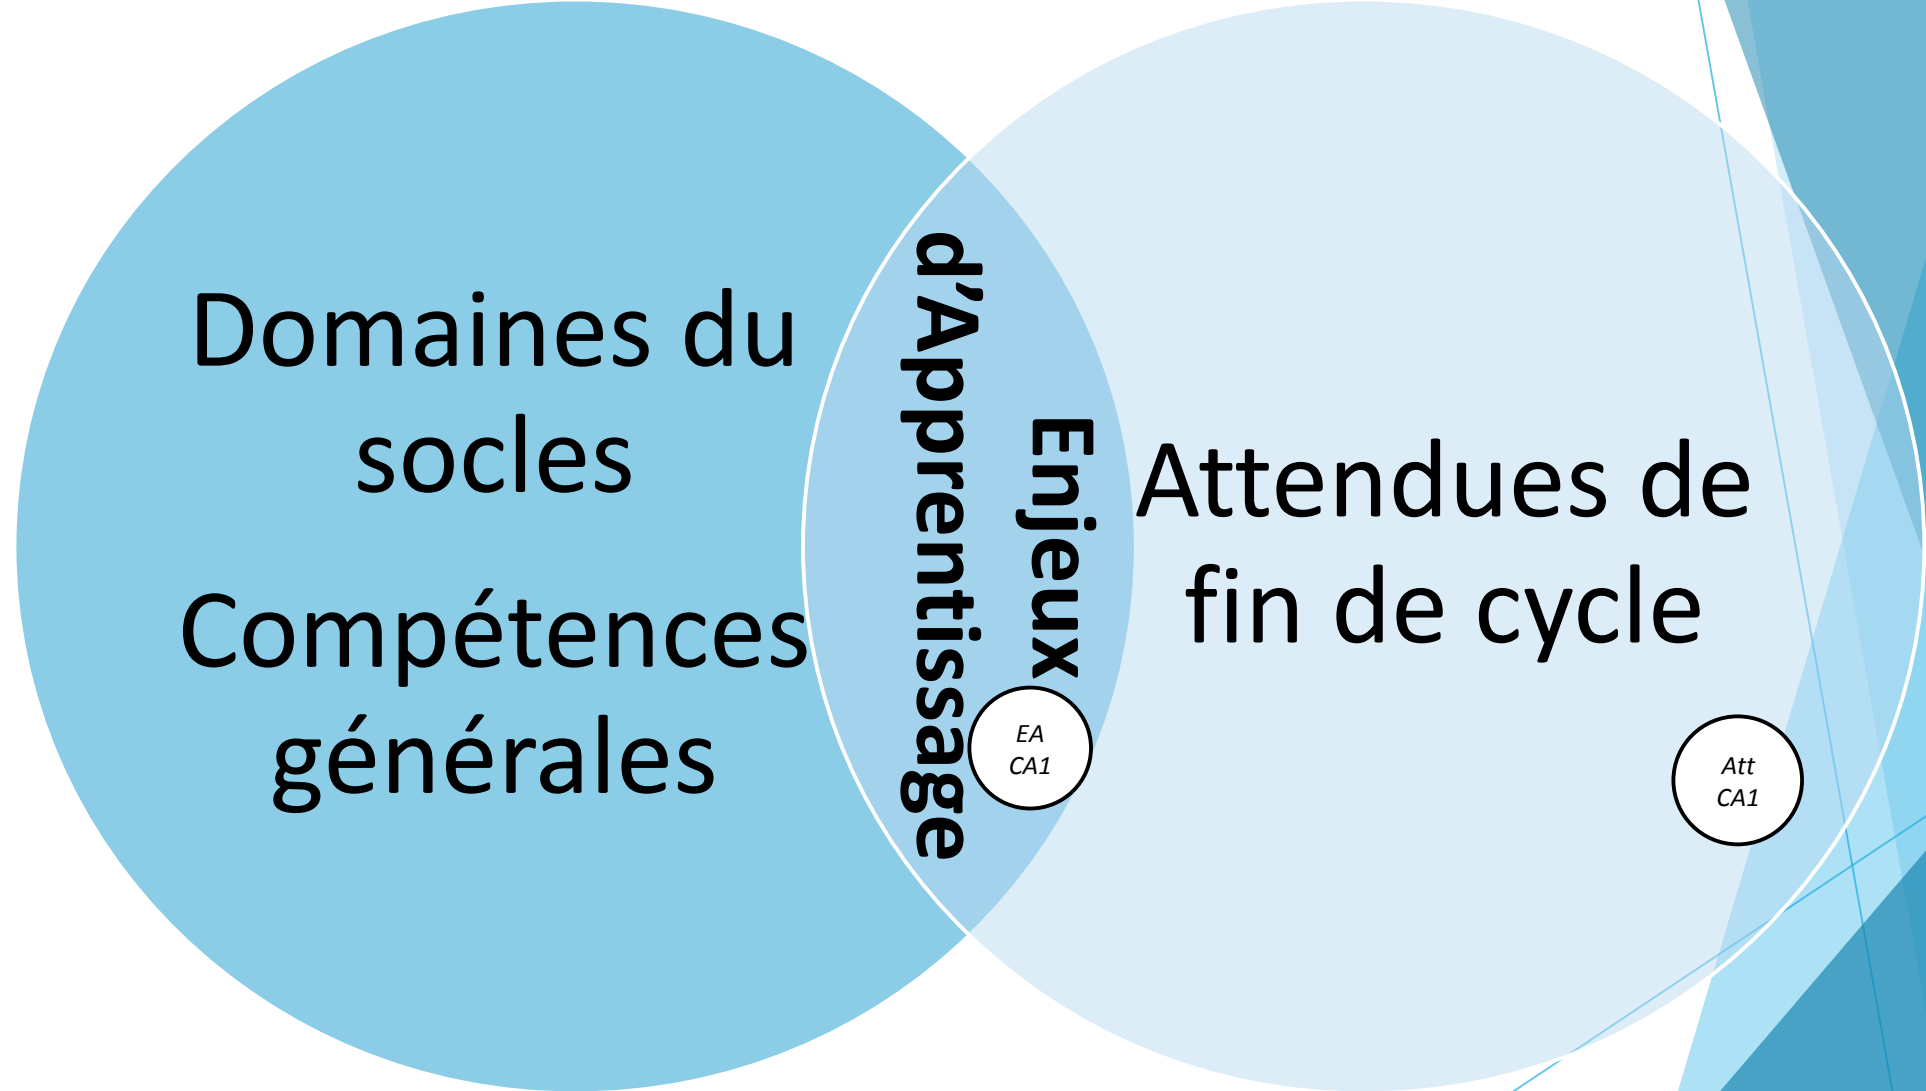 Domaines du
socles
Compétences
générales
Enjeux
d’Apprentissage
EA
CA1
Attendues de
fin de cycle
Att
CA1